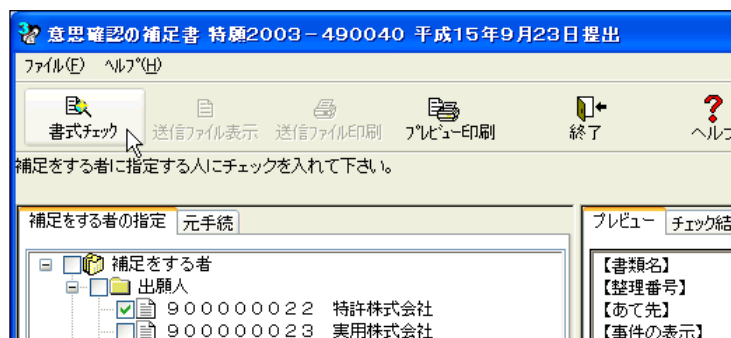 意思確認の補足書 特願2003－490040 平成15年9月23日提出
ﾌｧｲﾙ(F) ﾍﾙﾌﾟ(H)
書式ﾁｪｯｸ 送信ﾌｧｲﾙ表示 送信ﾌｧｲﾙ印刷 ﾌﾟﾚﾋﾞｭｰ印刷 終了 ﾍﾙﾌﾟ
補足をする者に指定する人にチェックを入れて下さい。
補足をする者の指定 元手続 プレビュー チェック結
補足をする者
出願人
９０００００００２２ 特許株式会社
９０００００００２３ 実用株式会社
【書類名】
【整理番号】
【あて先】
【事件の表示】